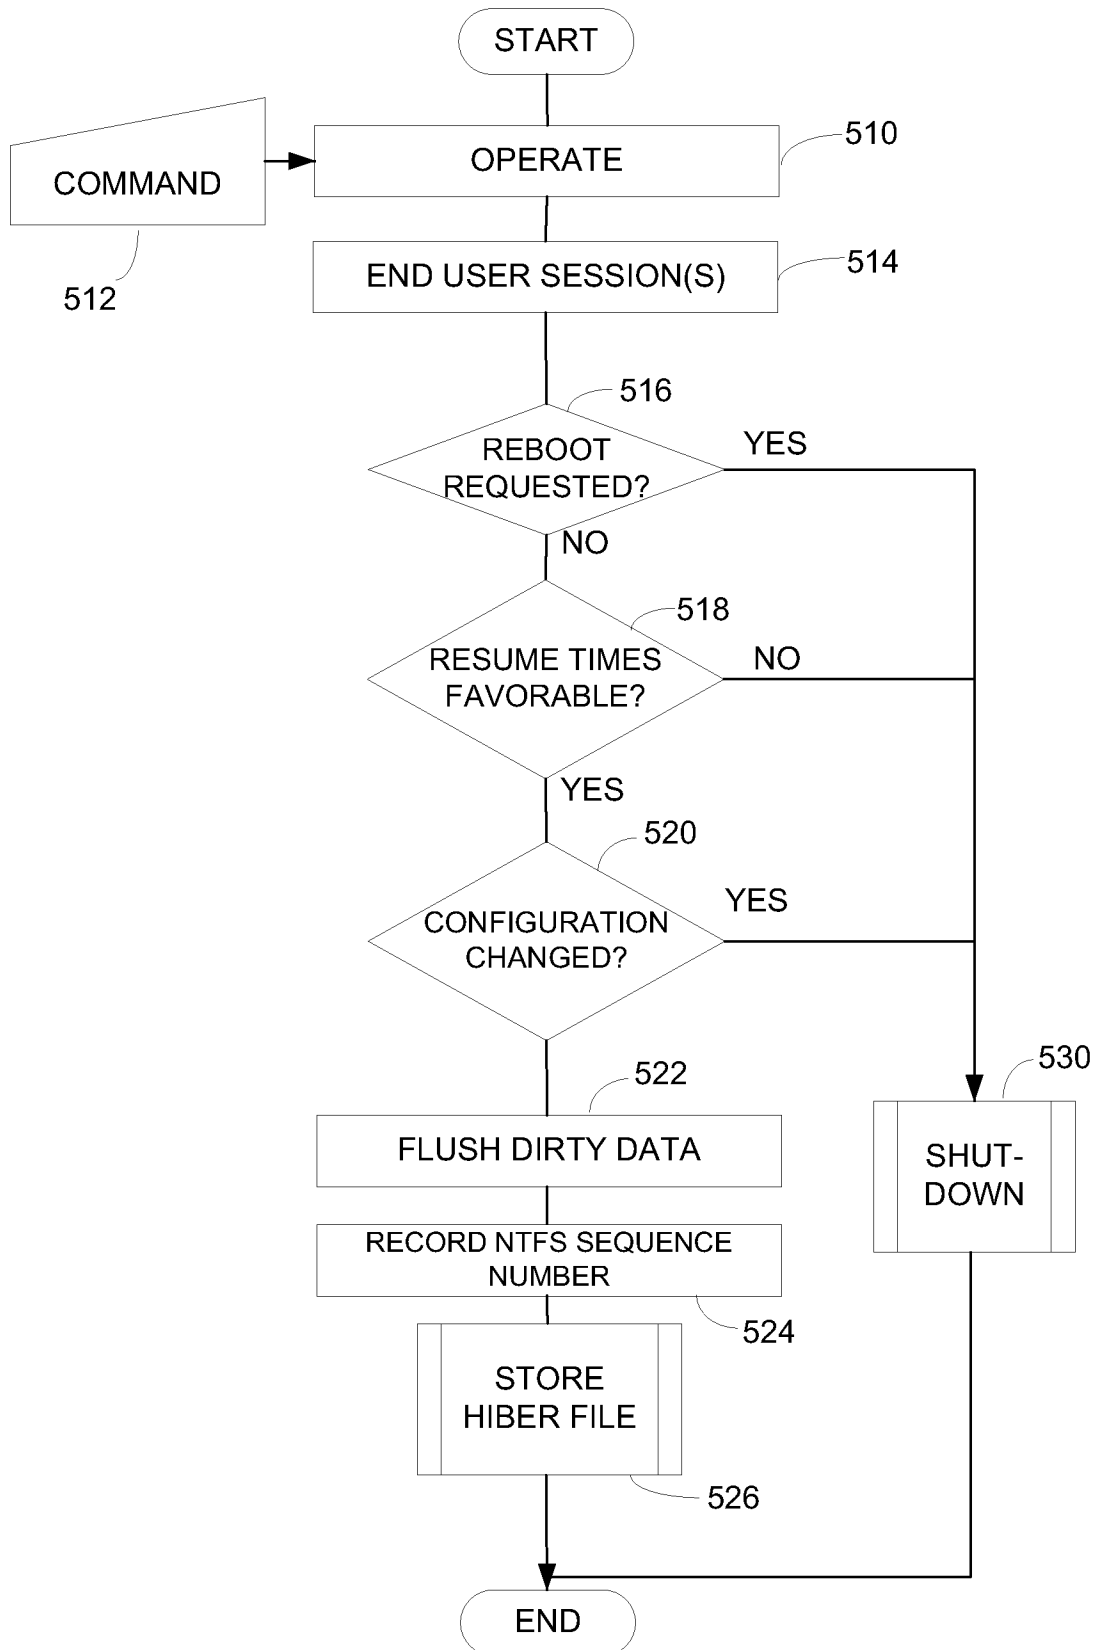 START
510
OPERATE
COMMAND
512
END USER SESSION(S)
514
516
REBOOT
REQUESTED?
YES
NO
518
RESUME TIMES
FAVORABLE?
NO
YES
520
CONFIGURATION
CHANGED?
YES
522
FLUSH DIRTY DATA
530
SHUT-
DOWN
RECORD NTFS SEQUENCE
NUMBER
524
STORE
HIBER FILE
526
END